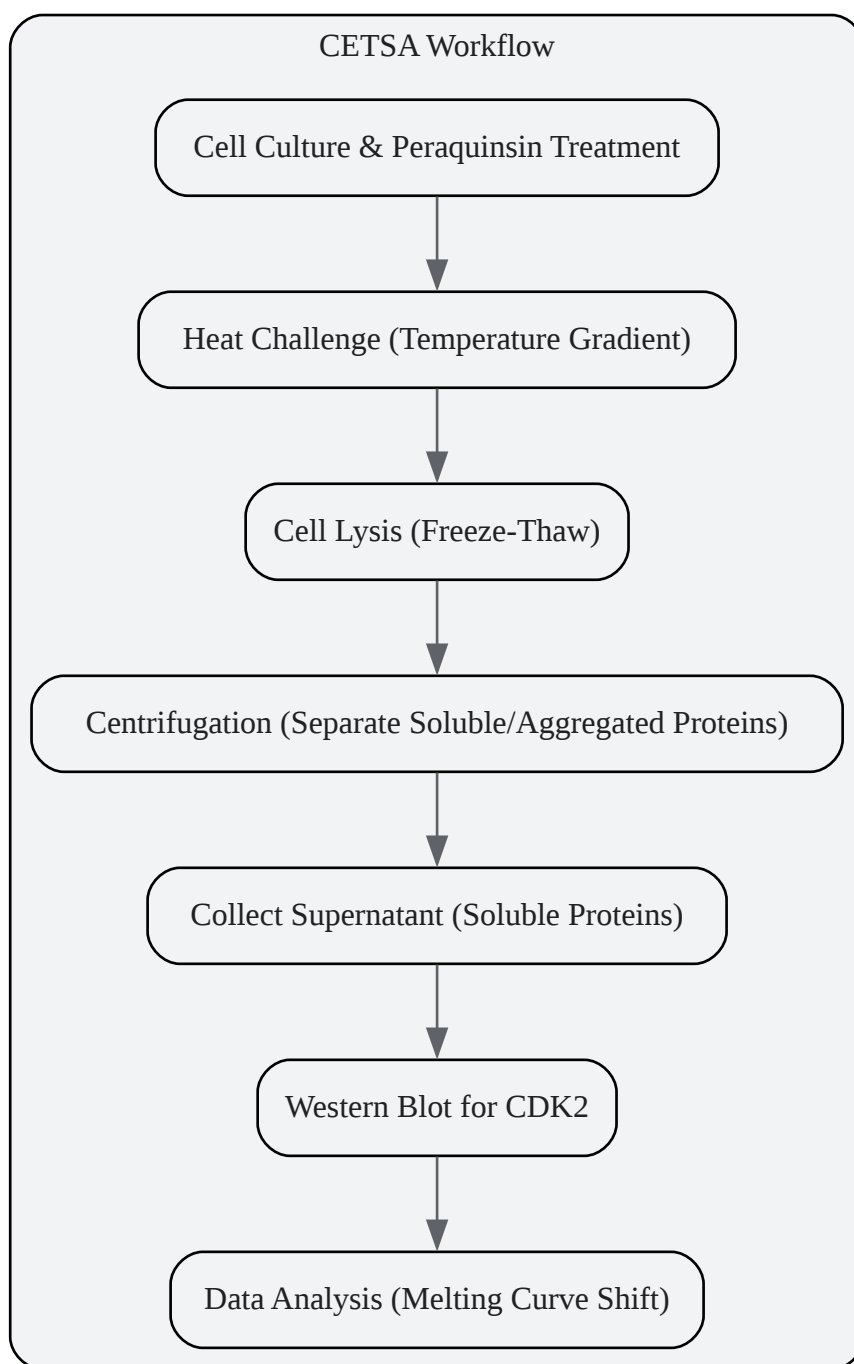 CETSA Workflow
Cell Culture & Peraquinsin Treatment
Heat Challenge (Temperature Gradient)
Cell Lysis (Freeze-Thaw)
Centrifugation (Separate Soluble/Aggregated Proteins)
Collect Supernatant (Soluble Proteins)
Western Blot for CDK2
Data Analysis (Melting Curve Shift)